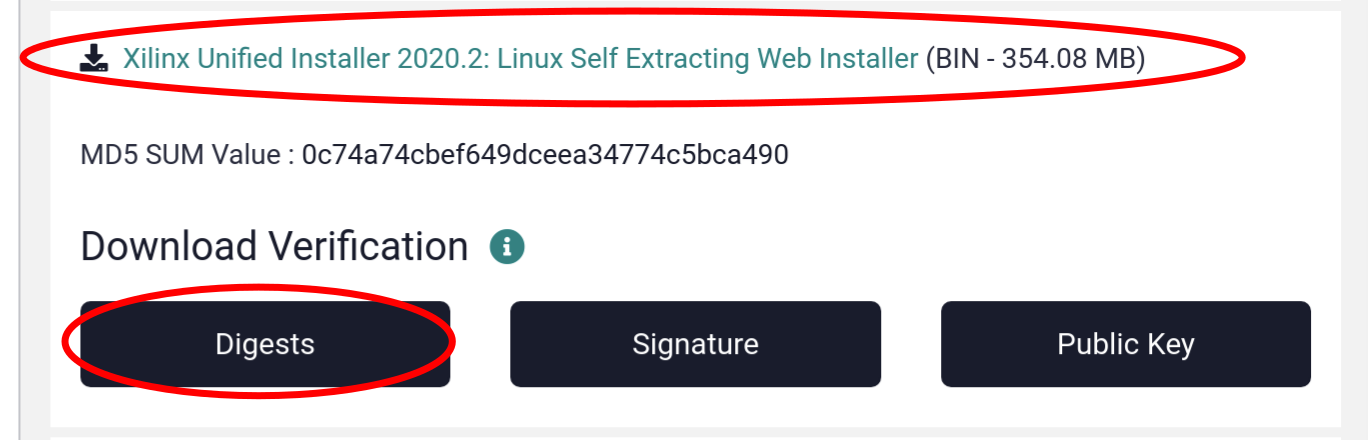 Xilinx Unified Installer 2020.2: Linux Self Extracting Web Installer (BIN - 354.08 MB)
MD5 SUM Value : 0c74a74cbef649dceea34774c5bca490
Download Verification
Digests
Signature
Public Key